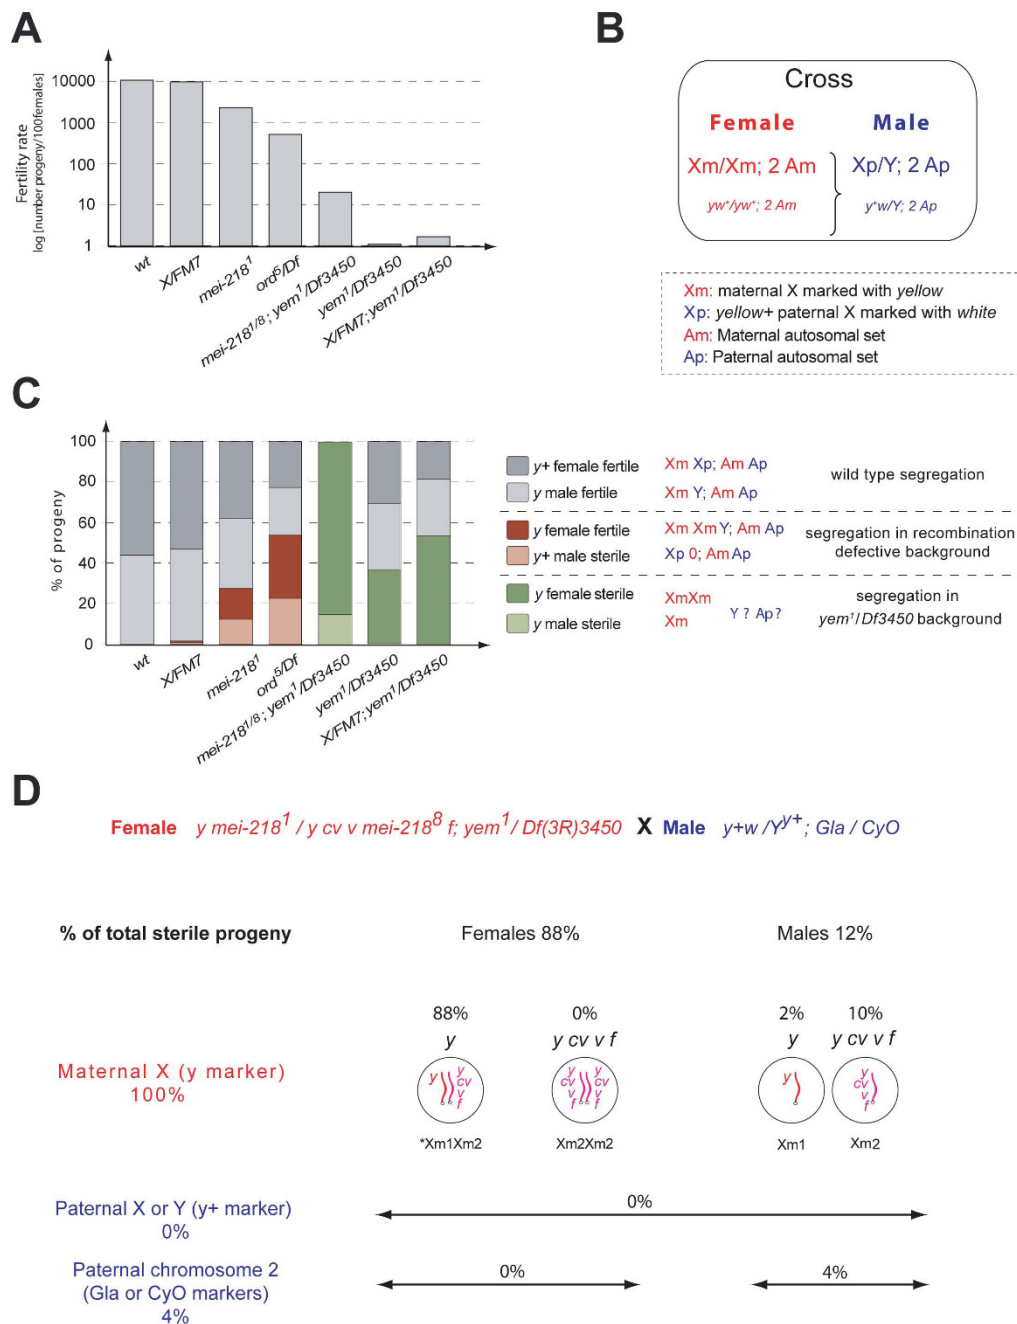 A
Fertility rate
log [number progeny/100females]
10000
1000
100
10
1
wt
X/FM7
mei-218¹
ord⁵/Df
mei-218¹/⁸; yem¹/Df3450
yem¹/Df3450
X/FM7; yem¹/Df3450
B
Cross
Female Male
Xm/Xm; 2 Am Xp/Y; 2 Ap
yw⁺/yw⁺; 2 Am y⁺w/Y; 2 Ap
Xm: maternal X marked with yellow
Xp: yellow+ paternal X marked with white
Am: Maternal autosomal set
Ap: Paternal autosomal set
C
% of progeny
100
80
60
40
20
0
wt
X/FM7
mei-218¹
ord⁵/Df
mei-218¹/⁸; yem¹/Df3450
yem¹/Df3450
X/FM7; yem¹/Df3450
y+ female fertile Xm Xp; Am Ap
y male fertile Xm Y; Am Ap
wild type segregation
y female fertile Xm Xm Y; Am Ap
y+ male sterile Xp 0; Am Ap
segregation in recombination
defective background
y female sterile XmXm
y male sterile Xm
Y ? Ap?
segregation in
yem¹/Df3450 background
D
Female y mei-218¹ / y cv v mei-218⁸ f; yem¹/ Df(3R)3450 X Male y+w /Yʸ⁺; Gla / CyO
% of total sterile progeny Females 88% Males 12%
88% 0% 2% 10%
y y cv v f y y cv v f
Maternal X (y marker)
100%
y y cv v f
y cv v f y cv v f
y
y cv v f
*Xm1Xm2 Xm2Xm2 Xm1 Xm2
Paternal X or Y (y+ marker)
0%
0%
Paternal chromosome 2
(Gla or CyO markers)
4%
0% 4%